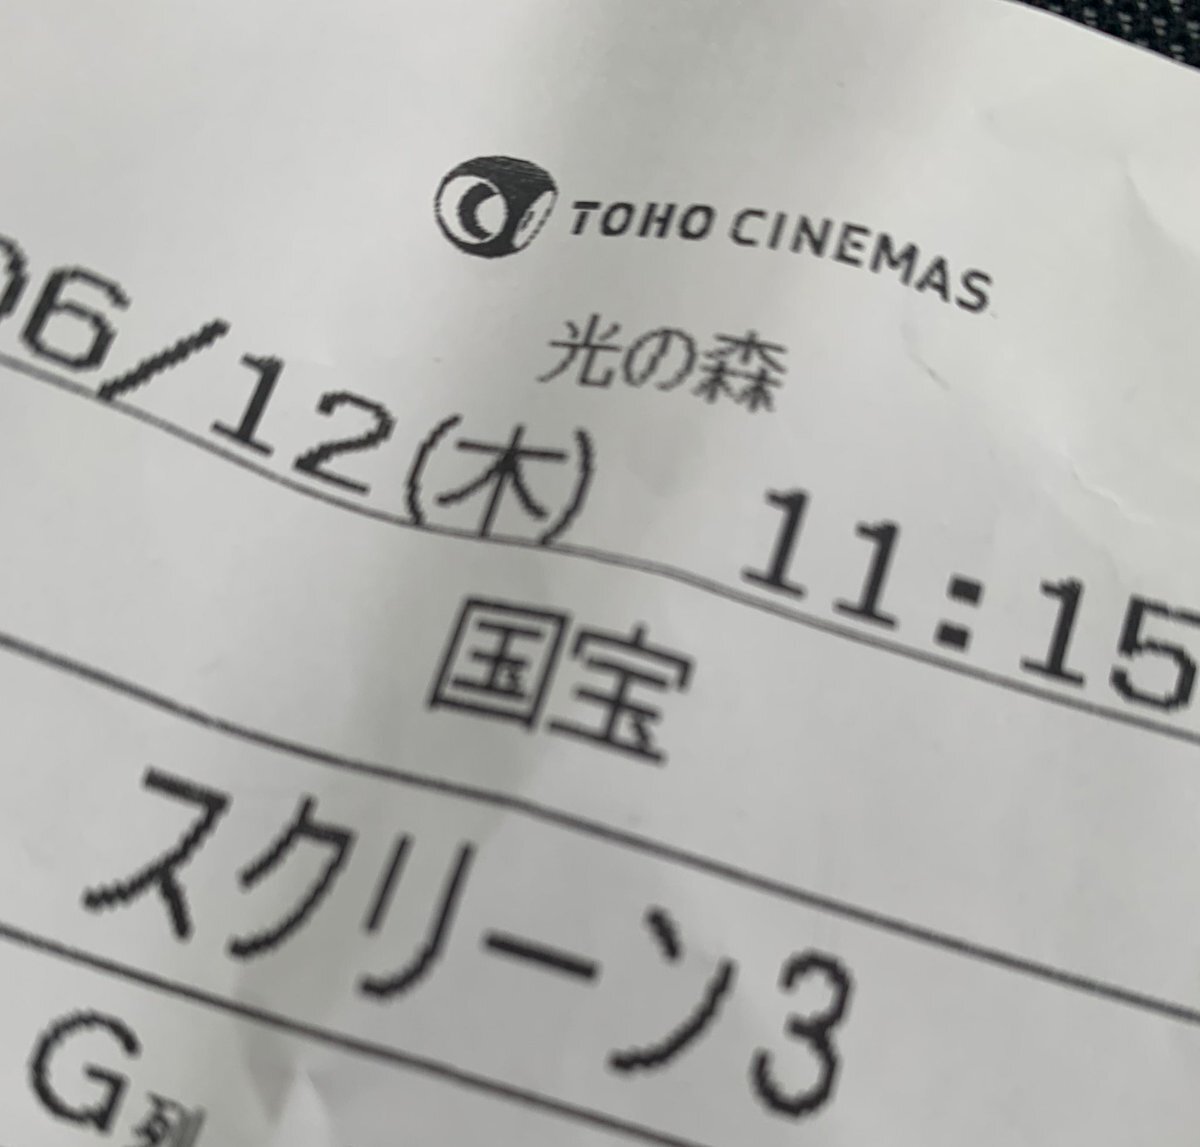 TOHO CINEMAS
光の森
06/12(木) 11:15
国宝
スクリーン3
G列